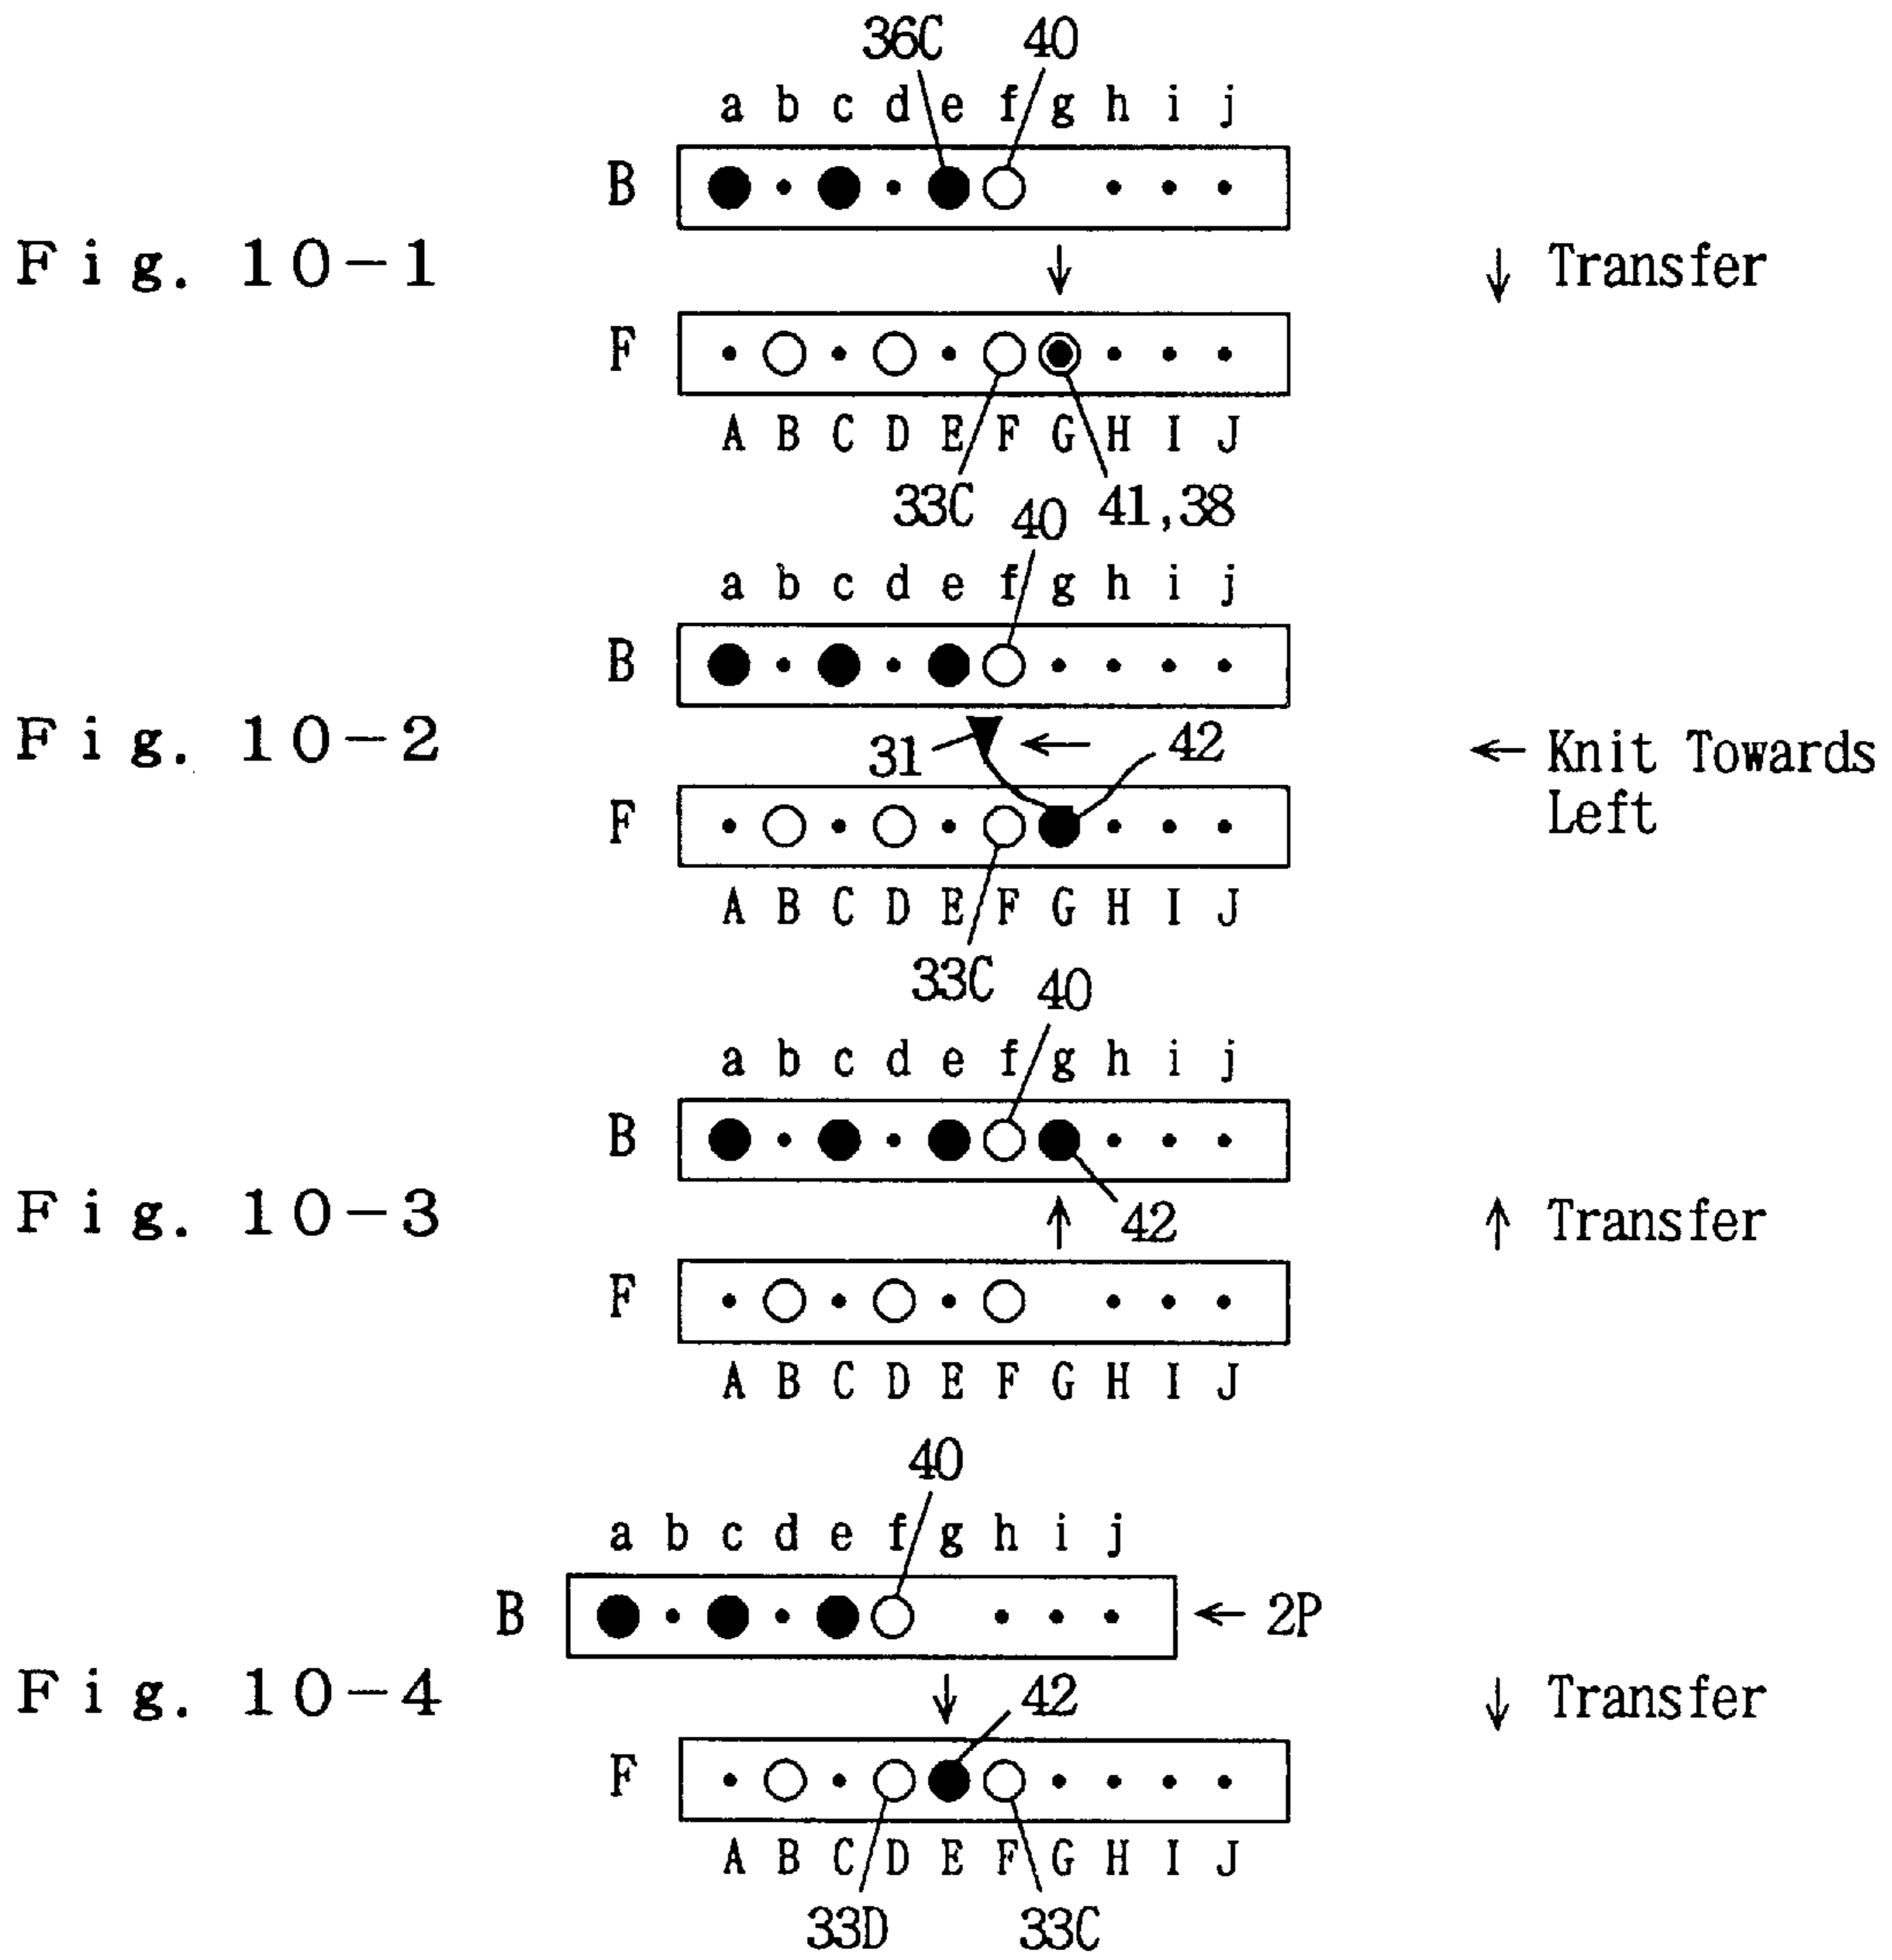 36C 40
a b c d e f g h i j
B
Fig. 10-1
↓ Transfer
F
A B C D E F G H I J
33C 41,38
40
a b c d e f g h i j
B
Fig. 10-2
31 ← 42
← Knit Towards
Left
F
A B C D E F G H I J
33C
40
a b c d e f g h i j
B
42
Fig. 10-3
↑ Transfer
F
A B C D E F G H I J
40
a b c d e f g h i j
B ← 2P
Fig. 10-4
42
↓ Transfer
F
A B C D E F G H I J
33D 33C